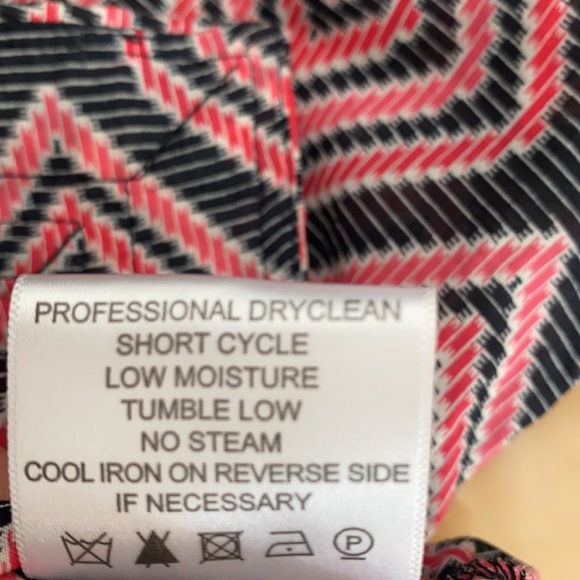 PROFESSIONAL DRYCLEAN
SHORT CYCLE
LOW MOISTURE
TUMBLE LOW
NO STEAM
COOL IRON ON REVERSE SIDE
IF NECESSARY
P